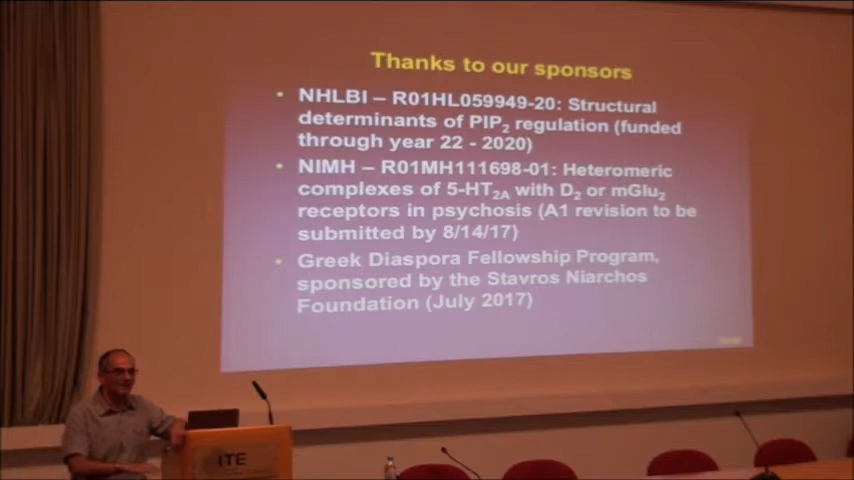 Thanks to our sponsors
• NHLBI – R01HL059949-20: Structural
determinants of PIP2 regulation (funded
through year 22 - 2020)
• NIMH – R01MH111698-01: Heteromeric
complexes of 5-HT2A with D2 or mGlu2
receptors in psychosis (A1 revision to be
submitted by 8/14/17)
• Greek Diaspora Fellowship Program,
sponsored by the Stavros Niarchos
Foundation (July 2017)
ITE